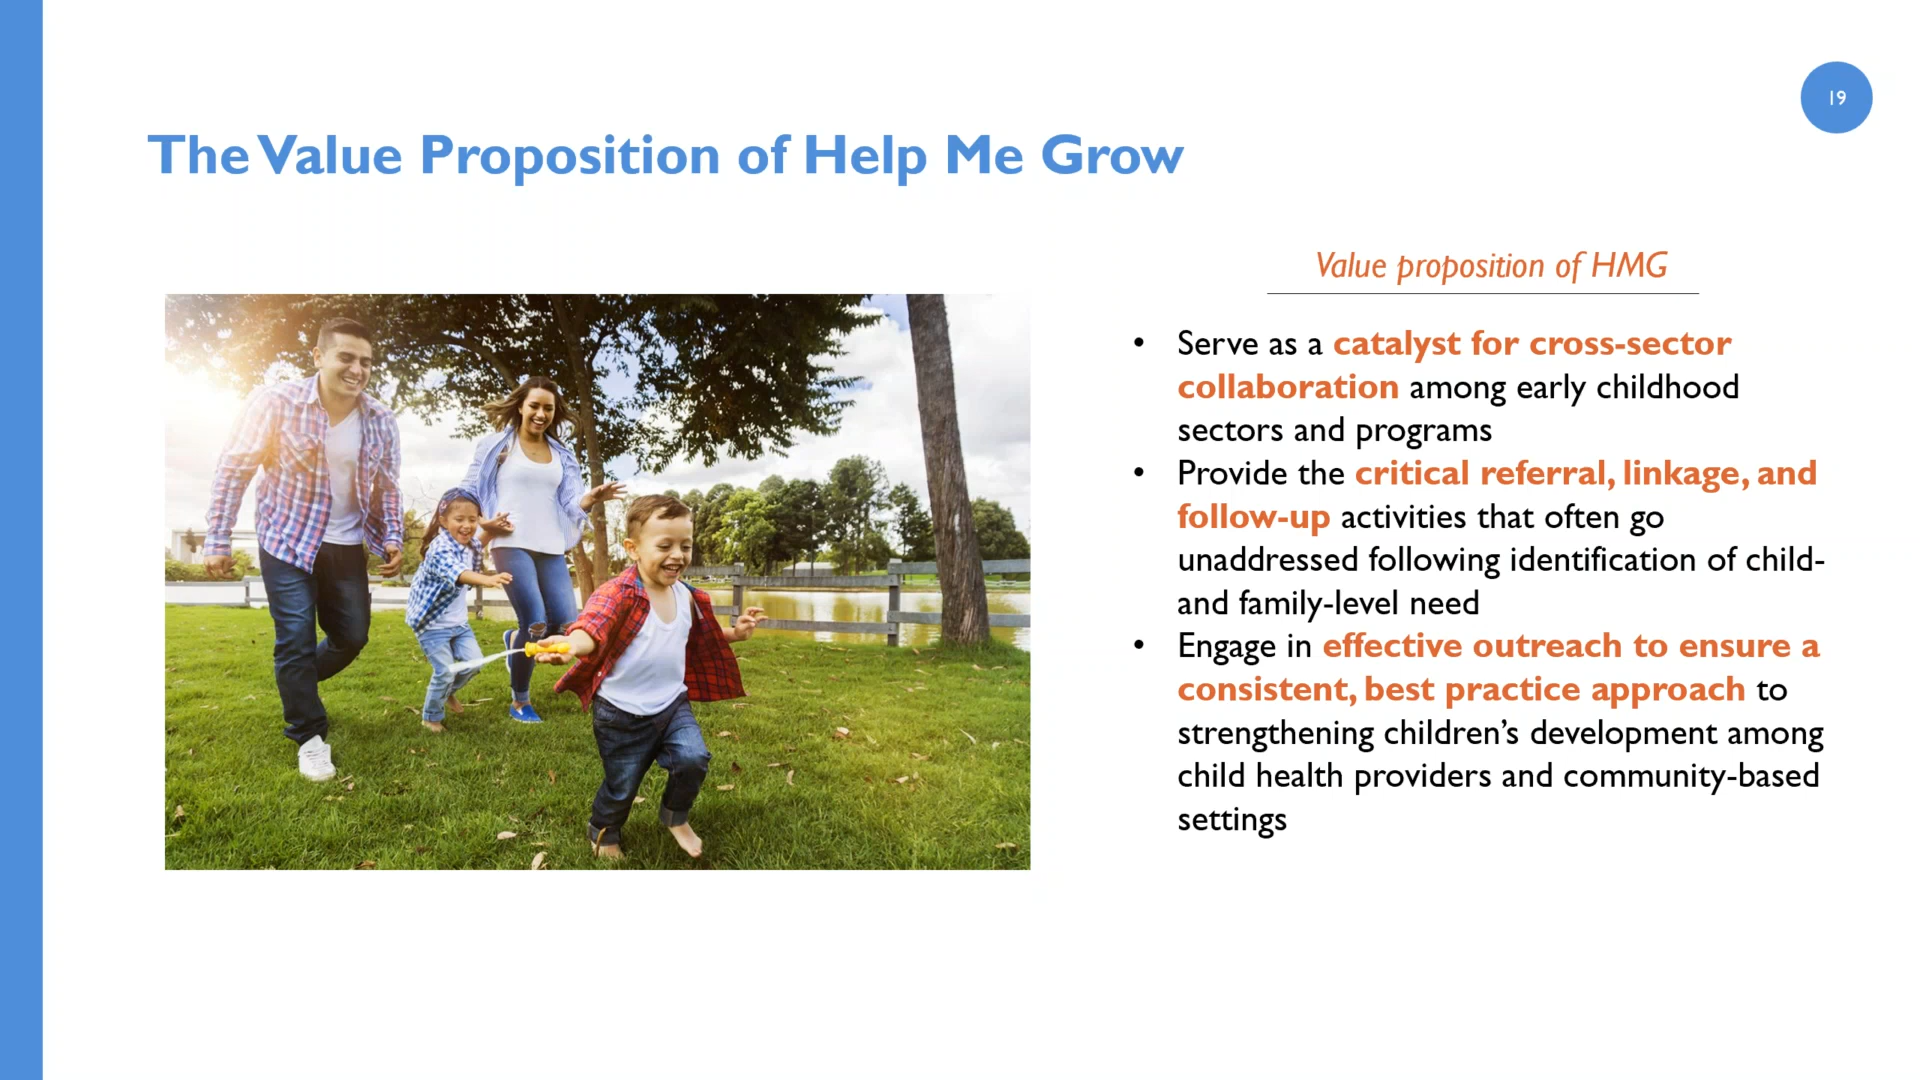 19
The Value Proposition of Help Me Grow
Value proposition of HMG
• Serve as a catalyst for cross-sector
collaboration among early childhood
sectors and programs
• Provide the critical referral, linkage, and
follow-up activities that often go
unaddressed following identification of child-
and family-level need
• Engage in effective outreach to ensure a
consistent, best practice approach to
strengthening children’s development among
child health providers and community-based
settings